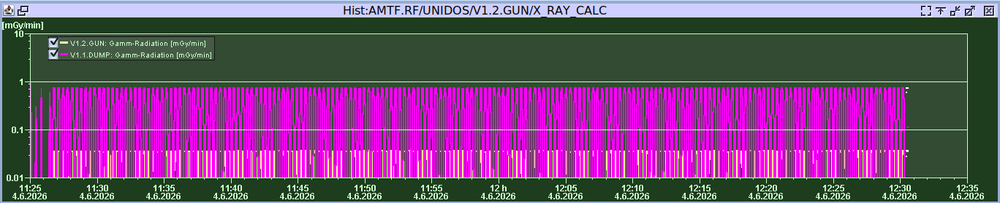 Hist:AMTF.RF/UNIDOS/V1.2.GUN/X_RAY_CALC
[mGy/min]
10
V1.2.GUN: Gamm-Radiation [mGy/min]
V1.1.DUMP: Gamm-Radiation [mGy/min]
1
0.1
0.01
11:25 11:30 11:35 11:40 11:45 11:50 11:55 12 h 12:05 12:10 12:15 12:20 12:25 12:30 12:35
4.6.2026 4.6.2026 4.6.2026 4.6.2026 4.6.2026 4.6.2026 4.6.2026 4.6.2026 4.6.2026 4.6.2026 4.6.2026 4.6.2026 4.6.2026 4.6.2026 4.6.2026